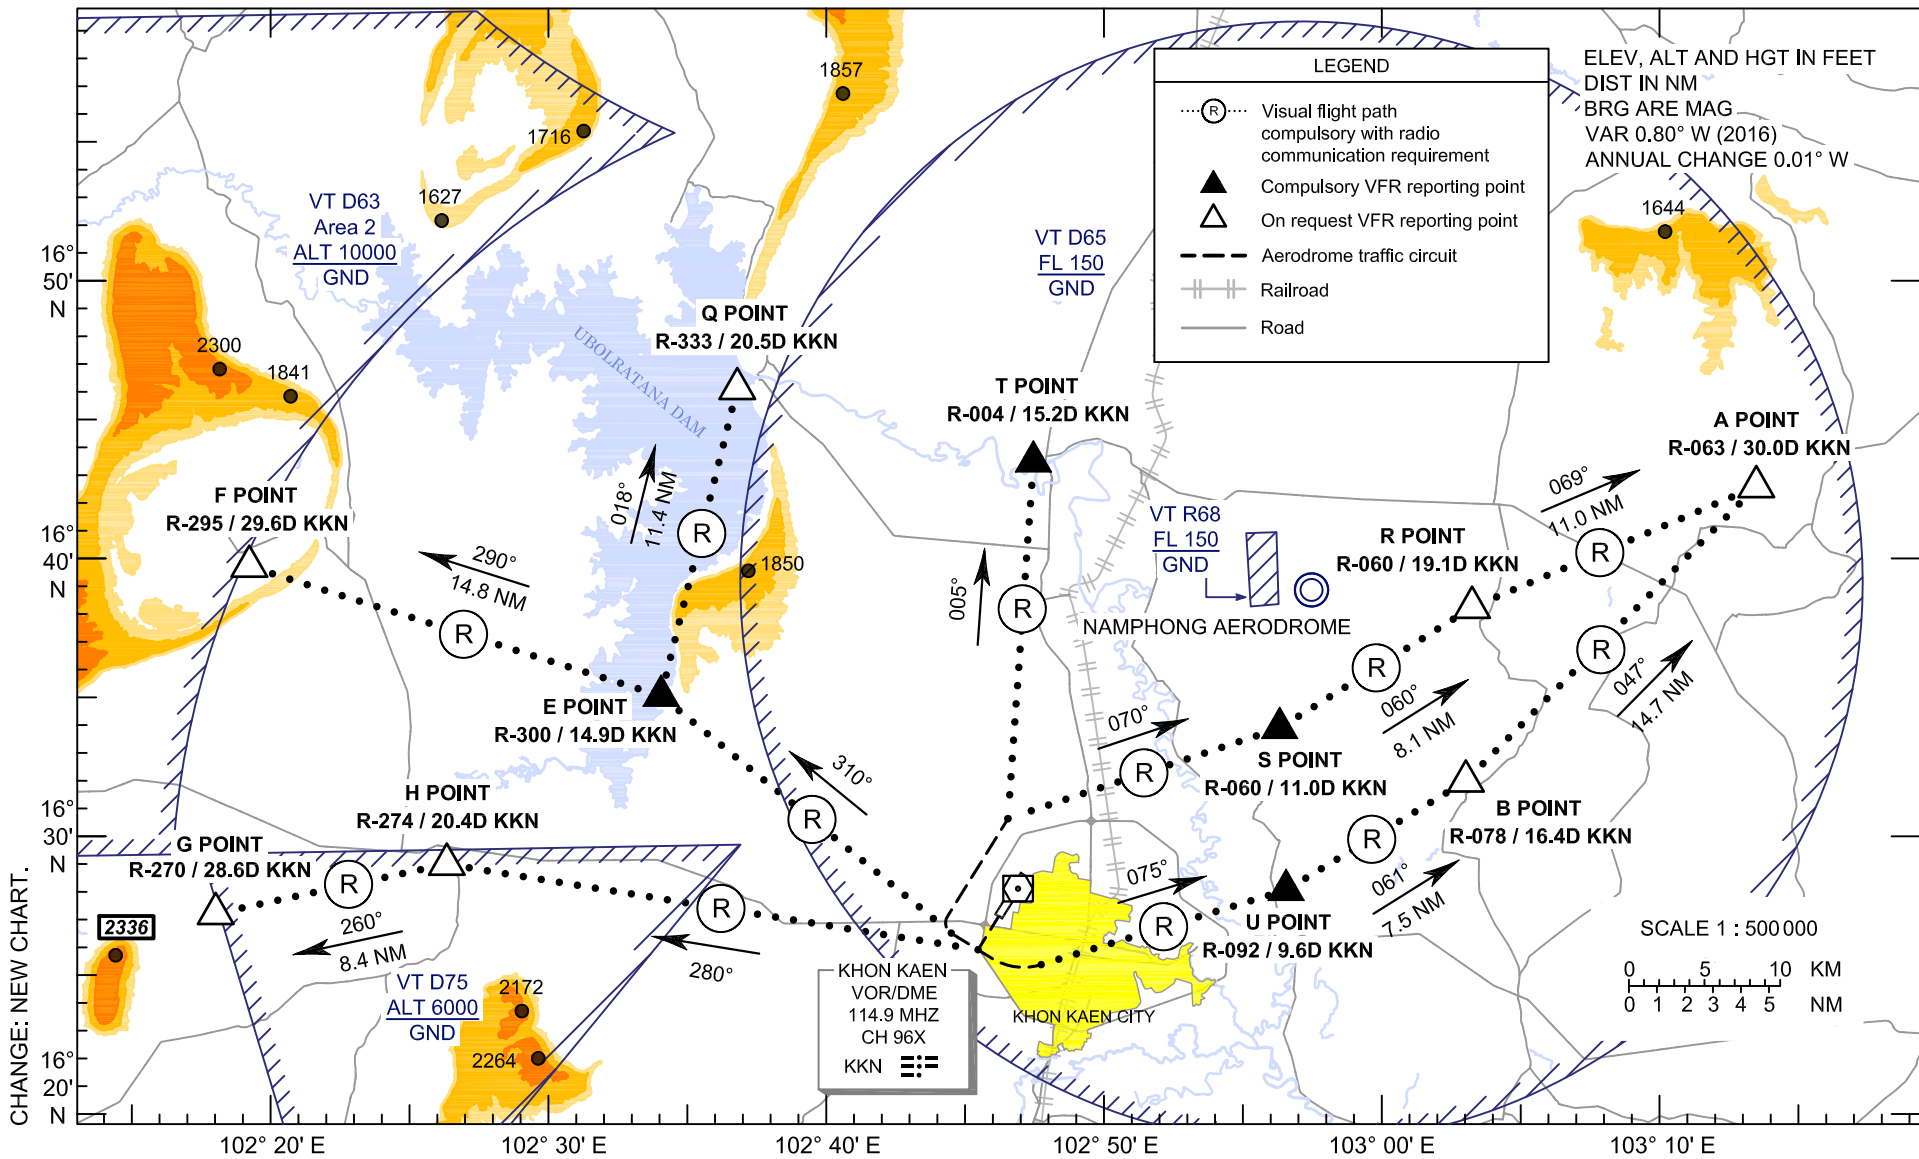 LEGEND
R
Visual flight path
compulsory with radio
communication requirement
Compulsory VFR reporting point
On request VFR reporting point
Aerodrome traffic circuit
Railroad
Road
ELEV, ALT AND HGT IN FEET
DIST IN NM
BRG ARE MAG
VAR 0.80° W (2016)
ANNUAL CHANGE 0.01° W
1857
1716
1627
1644
VT D63
Area 2
ALT 10000
GND
VT D65
FL 150
GND
16°
50'
N
2300
1841
Q POINT
R-333 / 20.5D KKN
UBOLRATANA DAM
T POINT
R-004 / 15.2D KKN
A POINT
R-063 / 30.0D KKN
F POINT
R-295 / 29.6D KKN
018°
11.4 NM
R
069°
11.0 NM
R
VT R68
FL 150
GND
R POINT
R-060 / 19.1D KKN
16°
40'
N
290°
14.8 NM
R
1850
005°
R
NAMPHONG AERODROME
R
R
047°
14.7 NM
E POINT
R-300 / 14.9D KKN
060°
8.1 NM
070°
R
S POINT
R-060 / 11.0D KKN
310°
R
H POINT
R-274 / 20.4D KKN
B POINT
R-078 / 16.4D KKN
16°
30'
N
G POINT
R-270 / 28.6D KKN
R
R
R
075°
R
061°
7.5 NM
260°
8.4 NM
U POINT
R-092 / 9.6D KKN
2336
280°
SCALE 1 : 500 000
0 5 10 KM
0 1 2 3 4 5 NM
VT D75
ALT 6000
GND
2172
2264
KHON KAEN
VOR/DME
114.9 MHZ
CH 96X
KKN
KHON KAEN CITY
16°
20'
N
CHANGE: NEW CHART.
102° 20' E
102° 30' E
102° 40' E
102° 50' E
103° 00' E
103° 10' E